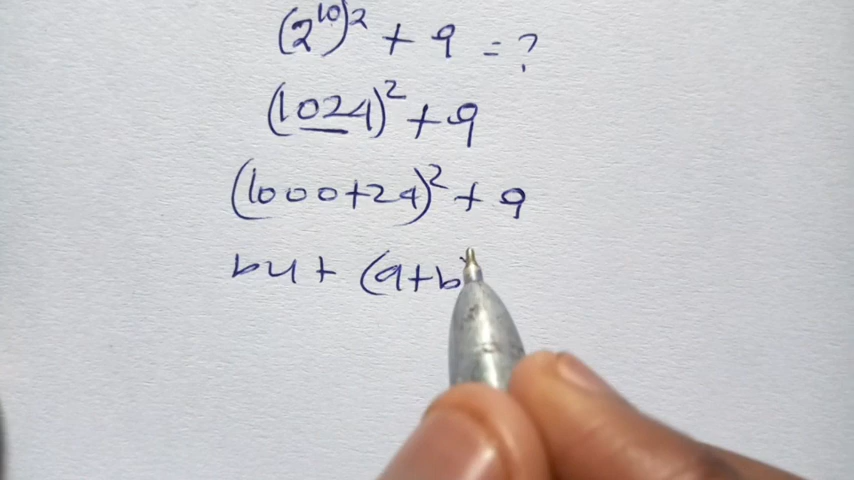 (2¹⁰)² + 9 = ?
(1024)² + 9
(1000+24)² + 9
but (a+b)